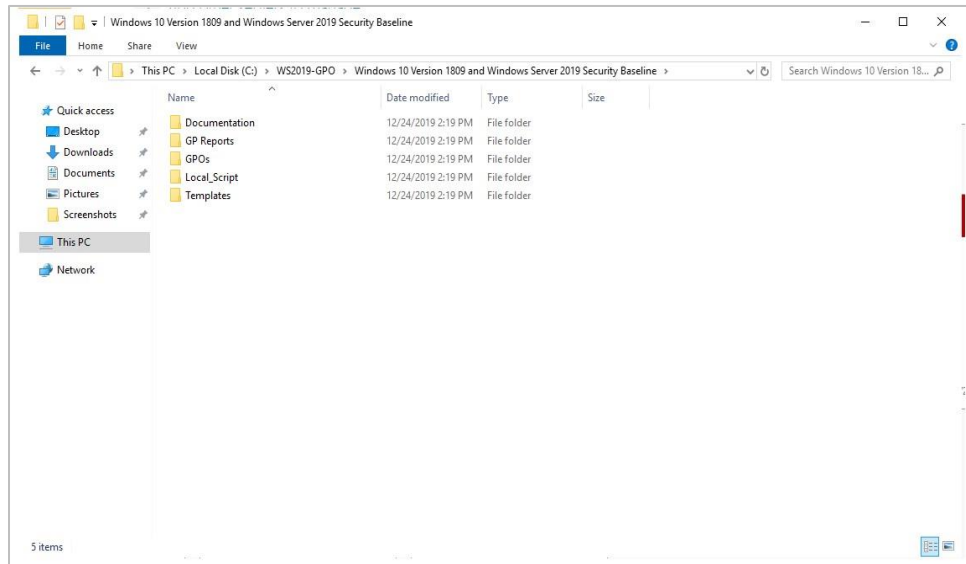 Windows 10 Version 1809 and Windows Server 2019 Security Baseline
File Home Share View
This PC > Local Disk (C:) > WS2019-GPO > Windows 10 Version 1809 and Windows Server 2019 Security Baseline >
Search Windows 10 Version 18...
Name Date modified Type Size
Quick access
Desktop
Downloads
Documents
Pictures
Screenshots
This PC
Network
Documentation 12/24/2019 2:19 PM File folder
GP Reports 12/24/2019 2:19 PM File folder
GPOs 12/24/2019 2:19 PM File folder
Local_Script 12/24/2019 2:19 PM File folder
Templates 12/24/2019 2:19 PM File folder
5 items